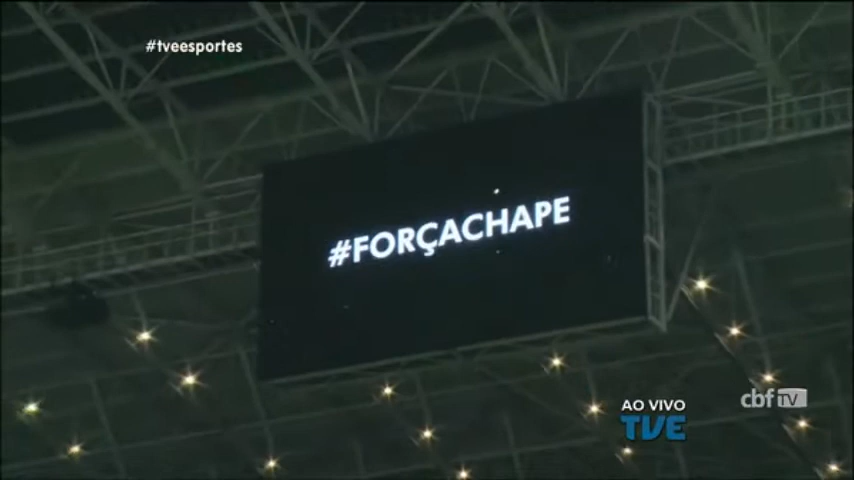 #tveesportes
#FORÇACHAPE
AO VIVO
TVE
cbf TV